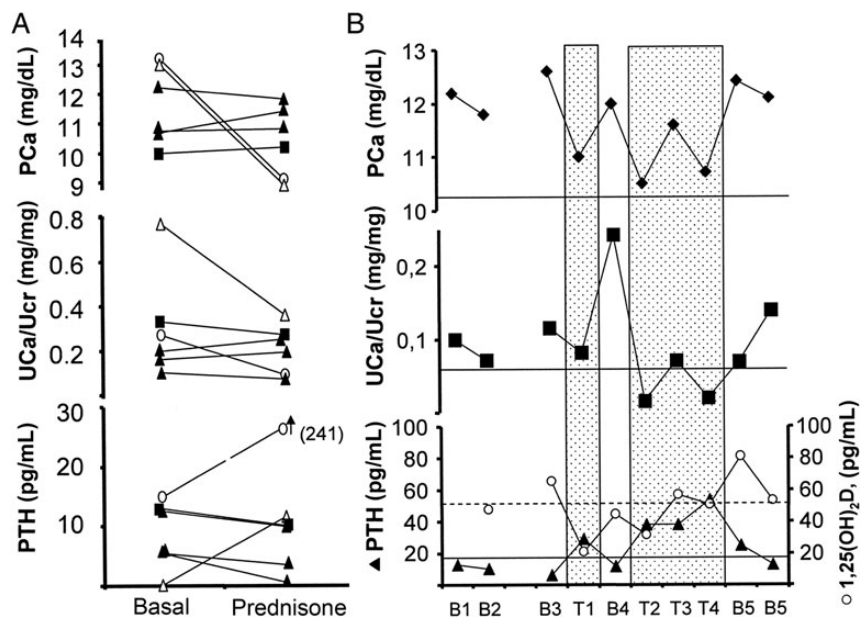 A
PCa (mg/dL)
14
13
12
11
10
9
UCa/Ucr (mg/mg)
0.8
0.6
0.4
0.2
PTH (pg/mL)
30
20
10
(241)
Basal Prednisone
B
PCa (mg/dL)
13
12
11
10
UCa/Ucr (mg/mg)
0,2
0,1
▲ PTH (pg/mL)
100
80
60
40
20
100
80
60
40
20
0
○ 1,25(OH)2D, (pg/mL)
B1 B2 B3 T1 B4 T2 T3 T4 B5 B5